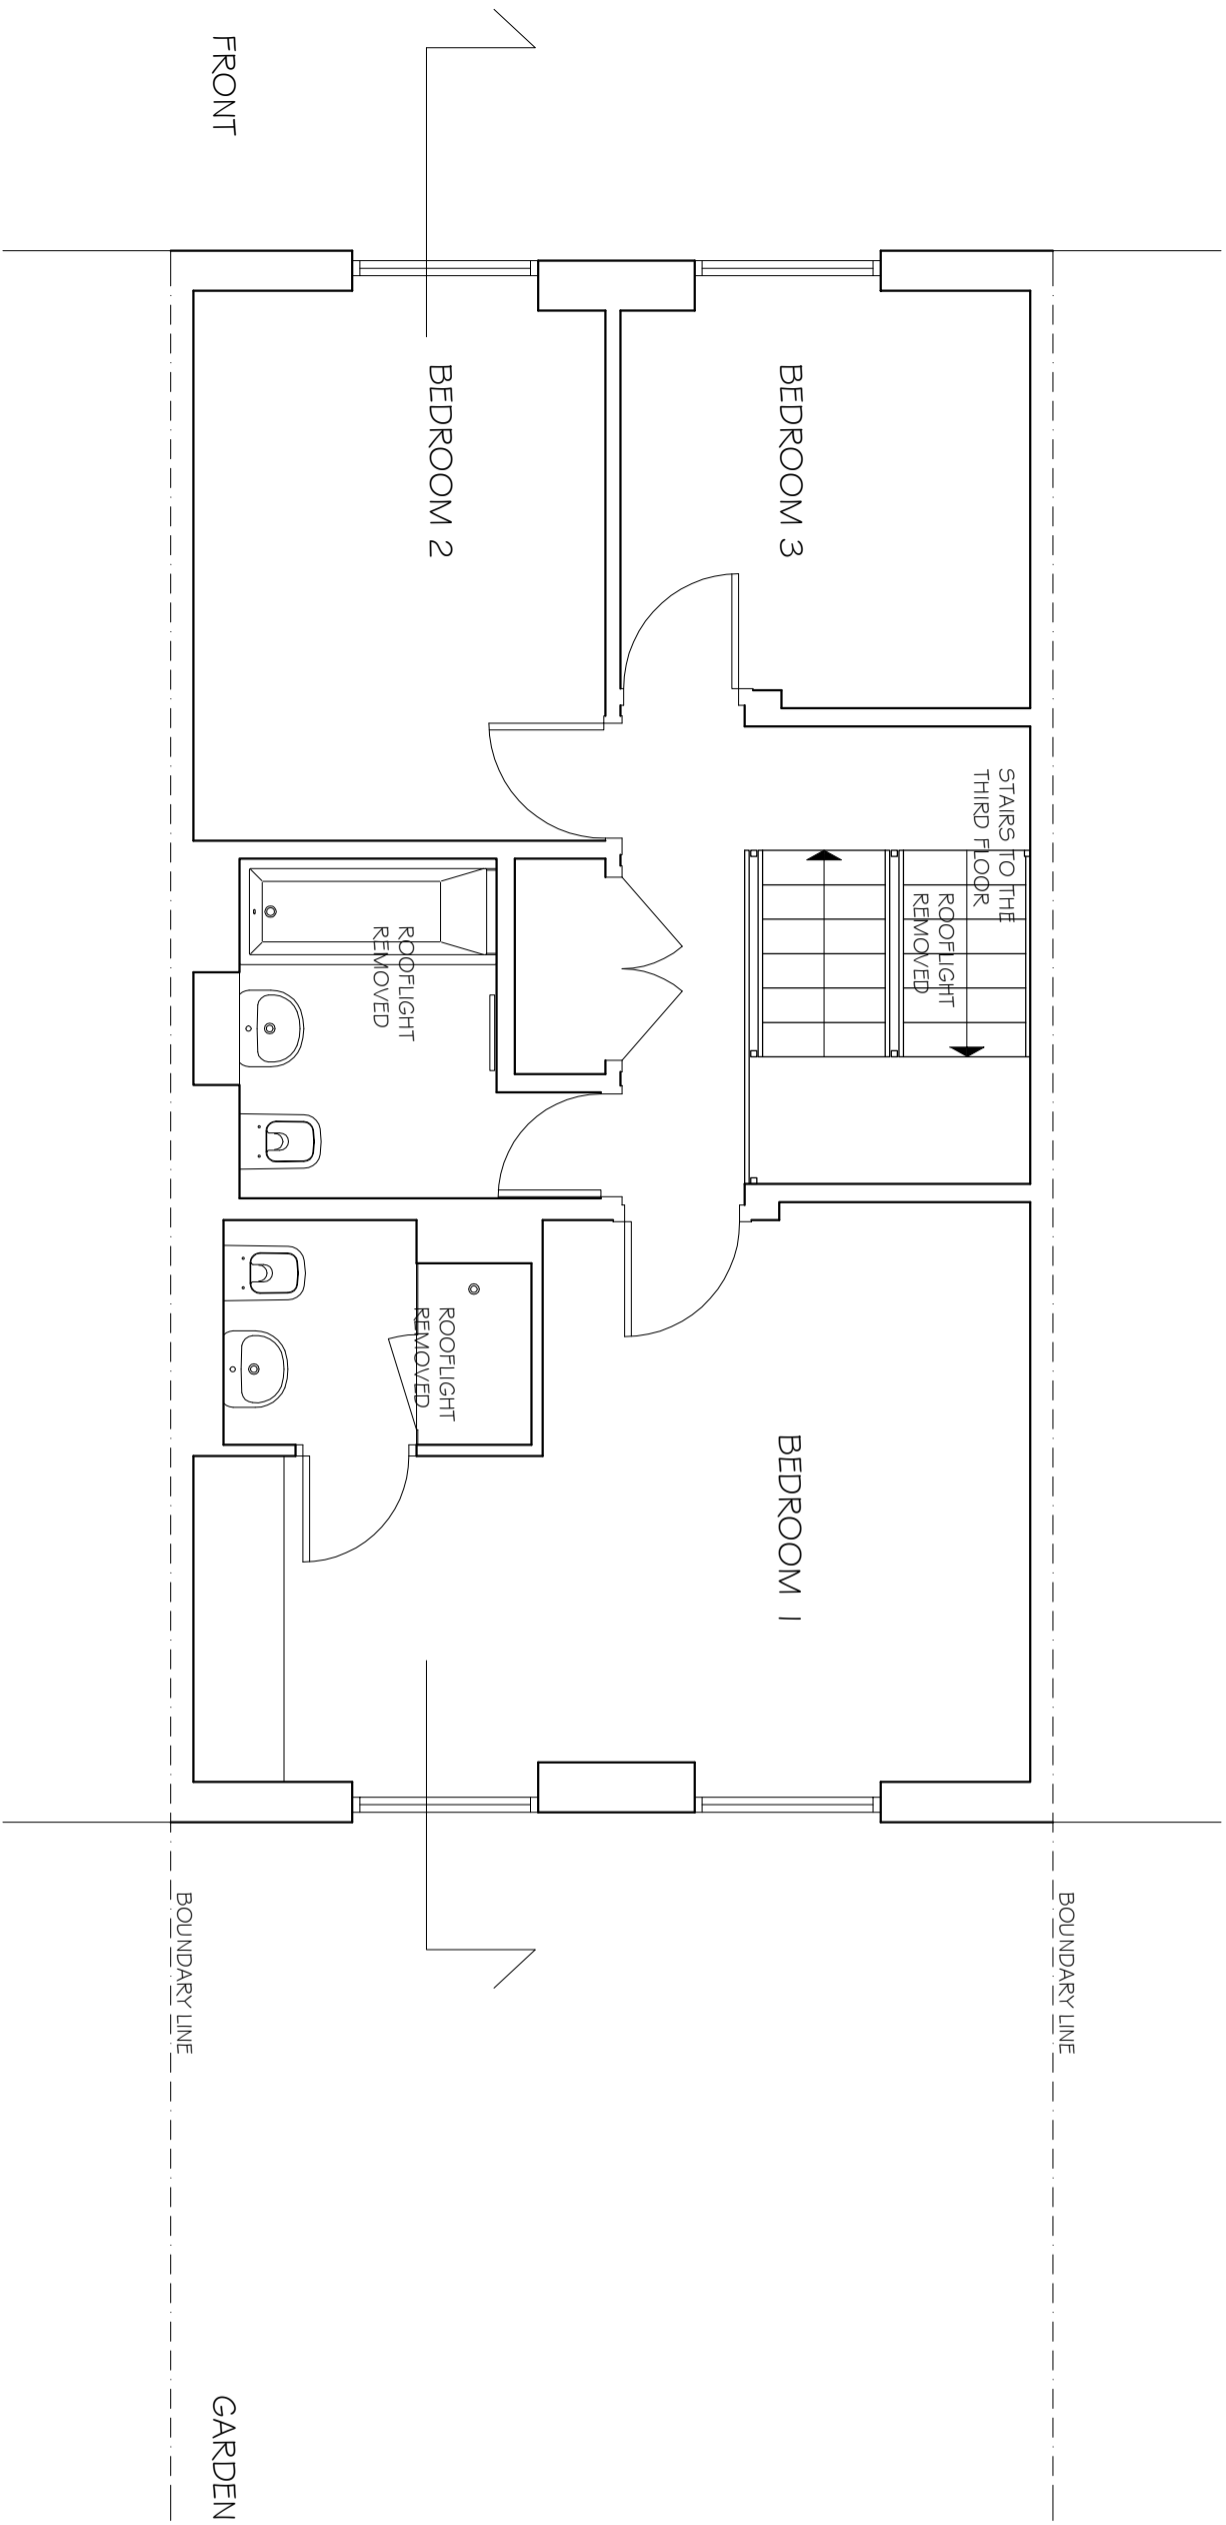 FRONT
BEDROOM 3
BEDROOM 2
STAIRS TO THE
THIRD FLOOR
ROOFLIGHT
REMOVED
ROOFLIGHT
REMOVED
ROOFLIGHT
REMOVED
BEDROOM 1
BOUNDARY LINE
BOUNDARY LINE
GARDEN